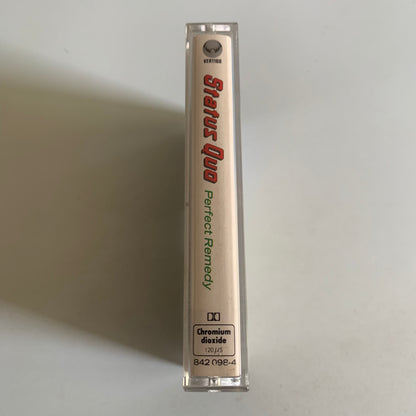 VERTIGO
Status Quo
Perfect Remedy
Chromium
dioxide
120µS
842 098-4